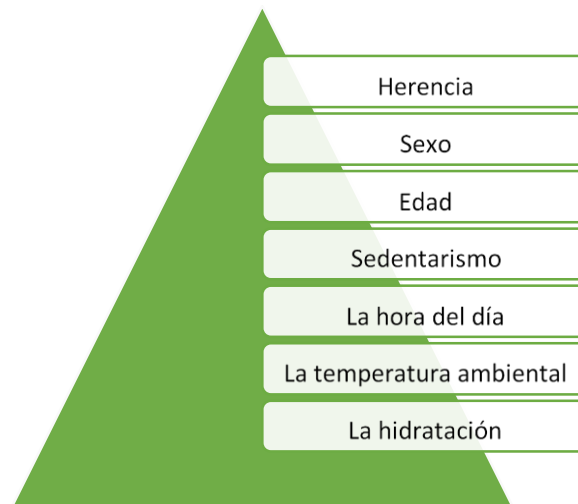 Herencia
Sexo
Edad
Sedentarismo
La hora del día
La temperatura ambiental
La hidratación